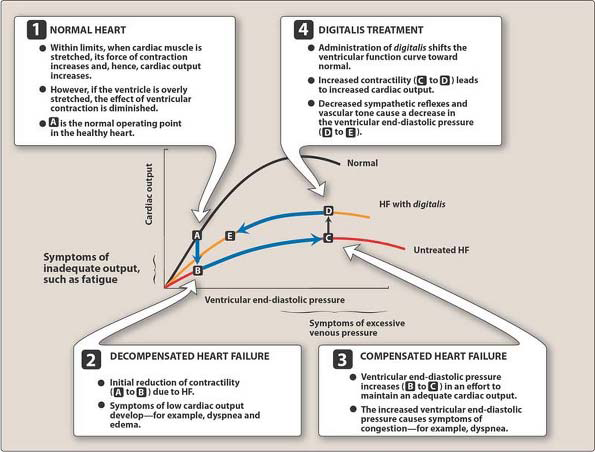 1 NORMAL HEART
● Within limits, when cardiac muscle is
stretched, its force of contraction
increases and, hence, cardiac output
increases.
● However, if the ventricle is overly
stretched, the effect of ventricular
contraction is diminished.
● A is the normal operating point
in the healthy heart.
4 DIGITALIS TREATMENT
● Administration of digitalis shifts the
ventricular function curve toward
normal.
● Increased contractility (C to D) leads
to increased cardiac output.
● Decreased sympathetic reflexes and
vascular tone cause a decrease in
the ventricular end-diastolic pressure
(D to E).
Cardiac output
Normal
HF with digitalis
Untreated HF
A
E
D
C
B
Symptoms of
inadequate output,
such as fatigue
Ventricular end-diastolic pressure
Symptoms of excessive
venous pressure
2 DECOMPENSATED HEART FAILURE
● Initial reduction of contractility
(A to B) due to HF.
● Symptoms of low cardiac output
develop—for example, dyspnea and
edema.
3 COMPENSATED HEART FAILURE
● Ventricular end-diastolic pressure
increases (B to C) in an effort to
maintain an adequate cardiac output.
● The increased ventricular end-diastolic
pressure causes symptoms of
congestion—for example, dyspnea.